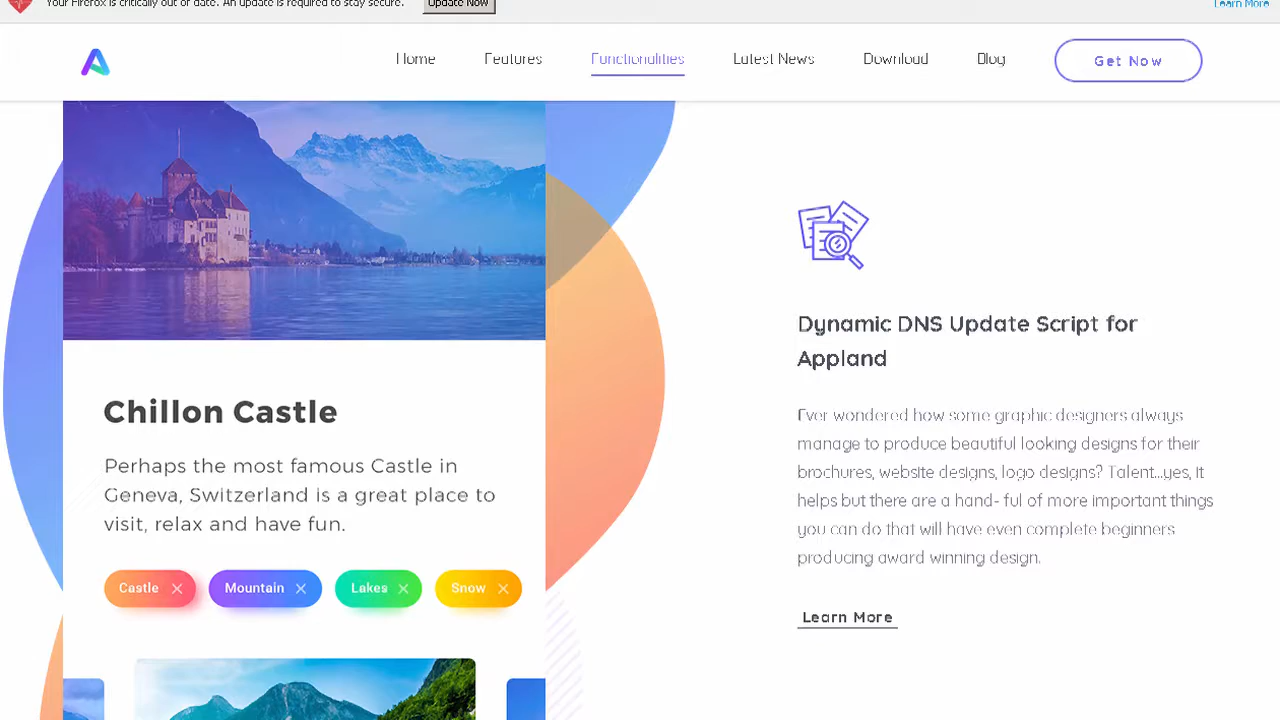 Your Firefox is critically out of date. An update is required to stay secure. Update Now Learn More
Home Features Functionalities Latest News Download Blog Get Now
Chillon Castle
Perhaps the most famous Castle in
Geneva, Switzerland is a great place to
visit, relax and have fun.
Castle Mountain Lakes Snow
Dynamic DNS Update Script for
Appland
Ever wondered how some graphic designers always
manage to produce beautiful looking designs for their
brochures, website designs, logo designs? Talent...yes, it
helps but there are a hand- ful of more important things
you can do that will have even complete beginners
producing award winning design.
Learn More